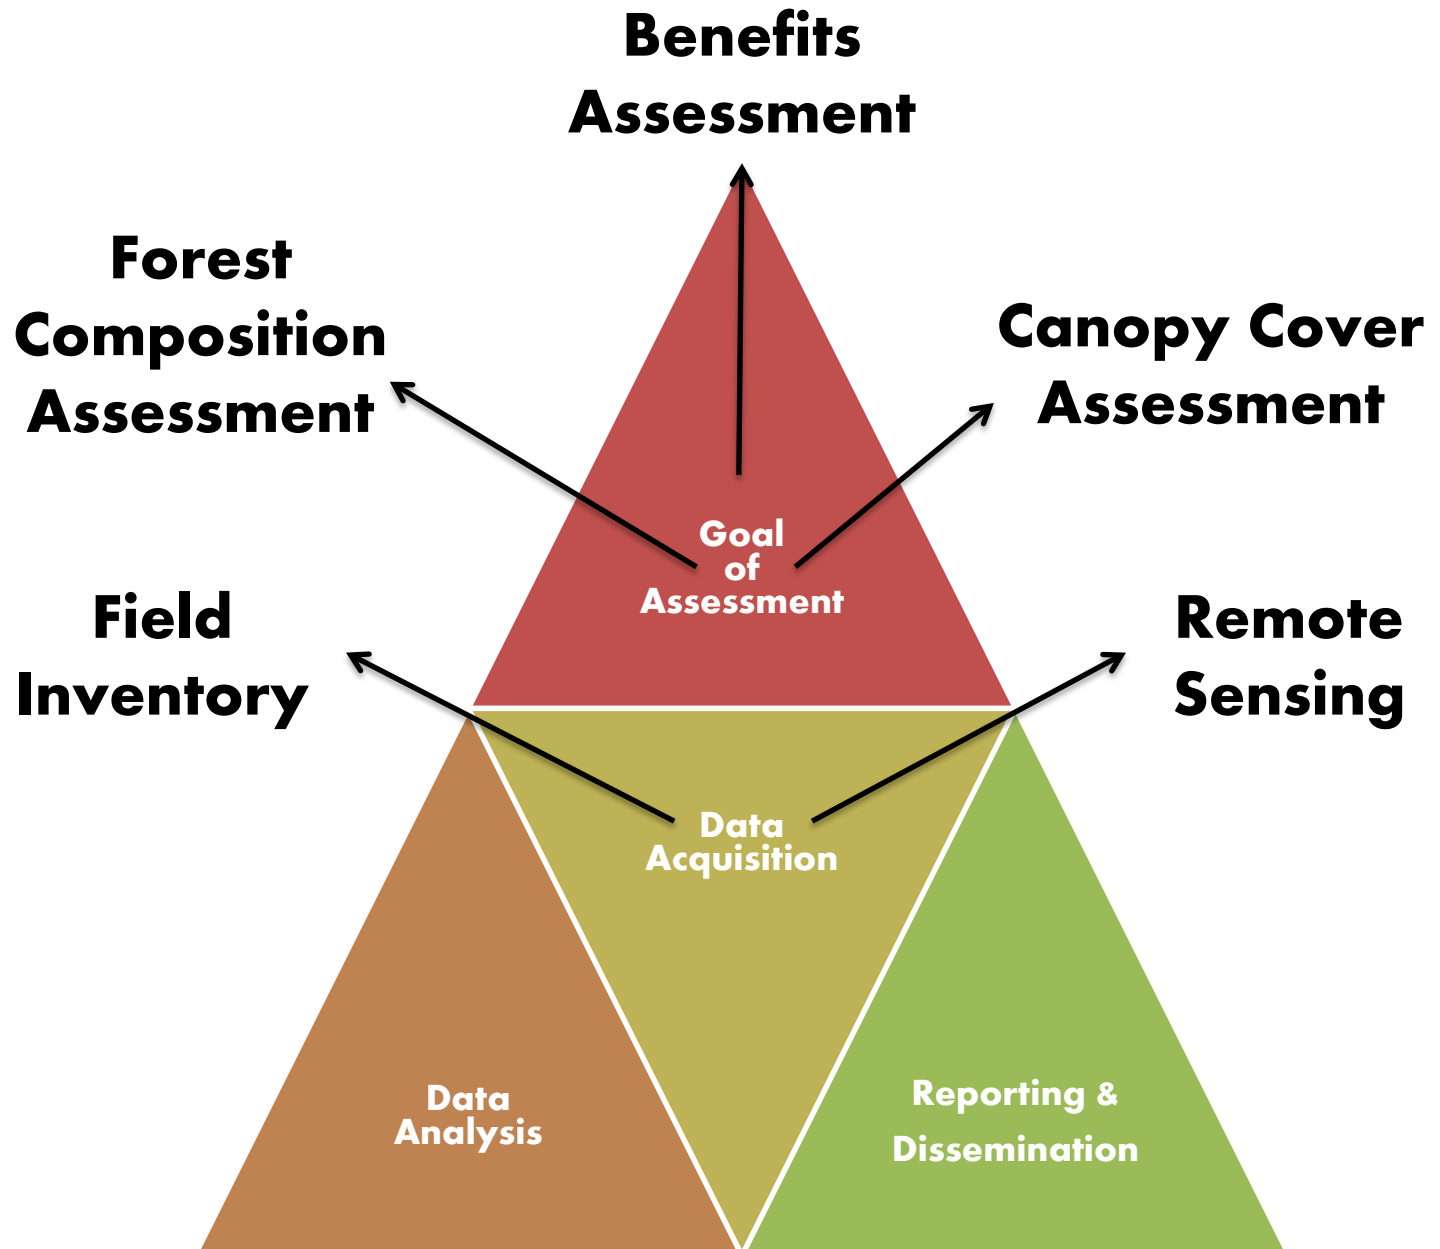 Benefits
Assessment
Forest
Composition
Assessment
Canopy Cover
Assessment
Goal
of
Assessment
Field
Inventory
Remote
Sensing
Data
Acquisition
Data
Analysis
Reporting &
Dissemination